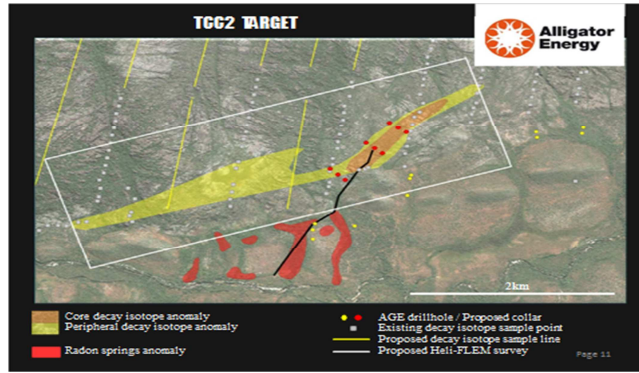 TCC2 TARGET
Alligator
Energy
2km
Core decay isotope anomaly
Peripheral decay isotope anomaly
Radon springs anomaly
AGE drillhole / Proposed collar
Existing decay isotope sample point
Proposed decay isotope sample line
Proposed Heli-FLEM survey
Page 11